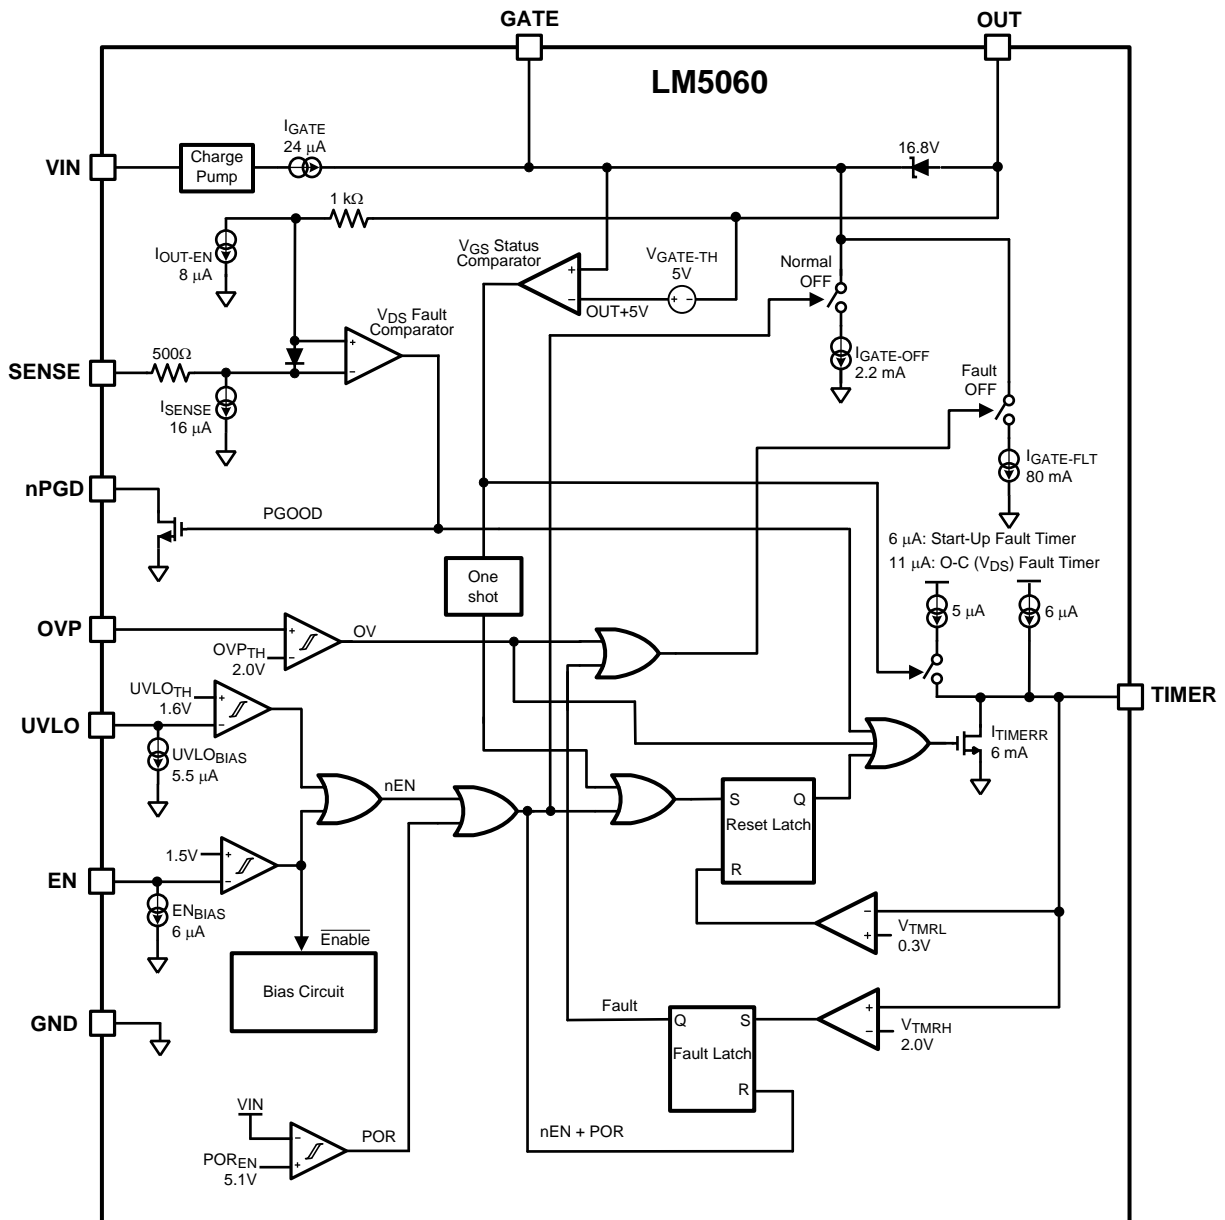 GATE
OUT
LM5060
IGATE
24 μA
16.8V
VIN
Charge
Pump
1 kΩ
VGS Status
Comparator
VGATE-TH
5V
Normal
OFF
IOUT-EN
8 μA
+
−
OUT+5V
+ −
VDS Fault
Comparator
500Ω
+
−
IGATE-OFF
2.2 mA
SENSE
Fault
OFF
ISENSE
16 μA
IGATE-FLT
80 mA
nPGD
PGOOD
6 μA: Start-Up Fault Timer
11 μA: O-C (VDS) Fault Timer
One
shot
5 μA
6 μA
OVP
+
−
OV
OVPTH
2.0V
UVLOTH
1.6V
+
−
TIMER
UVLO
UVLOBIAS
5.5 μA
ITIMERR
6 mA
nEN
S
Q
Reset Latch
R
1.5V
+
−
EN
ENBIAS
6 μA
−
+
VTMRL
0.3V
Enable
Bias Circuit
Fault
Q
S
Fault Latch
R
+
−
VTMRH
2.0V
GND
VIN
−
+
POR
POREN
5.1V
nEN + POR